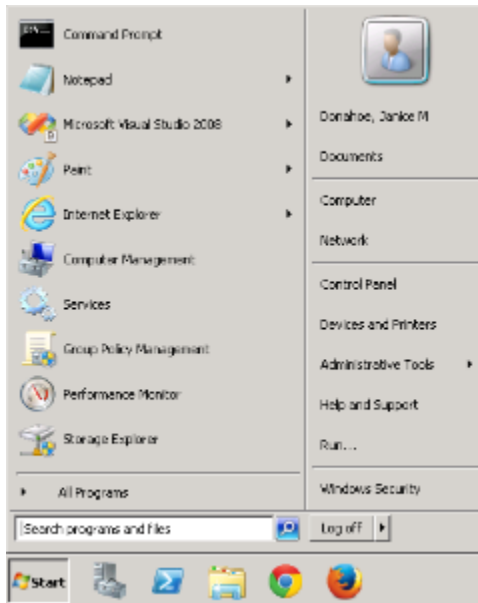 Command Prompt
Notepad
Microsoft Visual Studio 2008
Paint
Internet Explorer
Computer Management
Services
Group Policy Management
Performance Monitor
Storage Explorer
All Programs
Search programs and files
Donahoe, Janice M
Documents
Computer
Network
Control Panel
Devices and Printers
Administrative Tools
Help and Support
Run...
Windows Security
Log off
Start